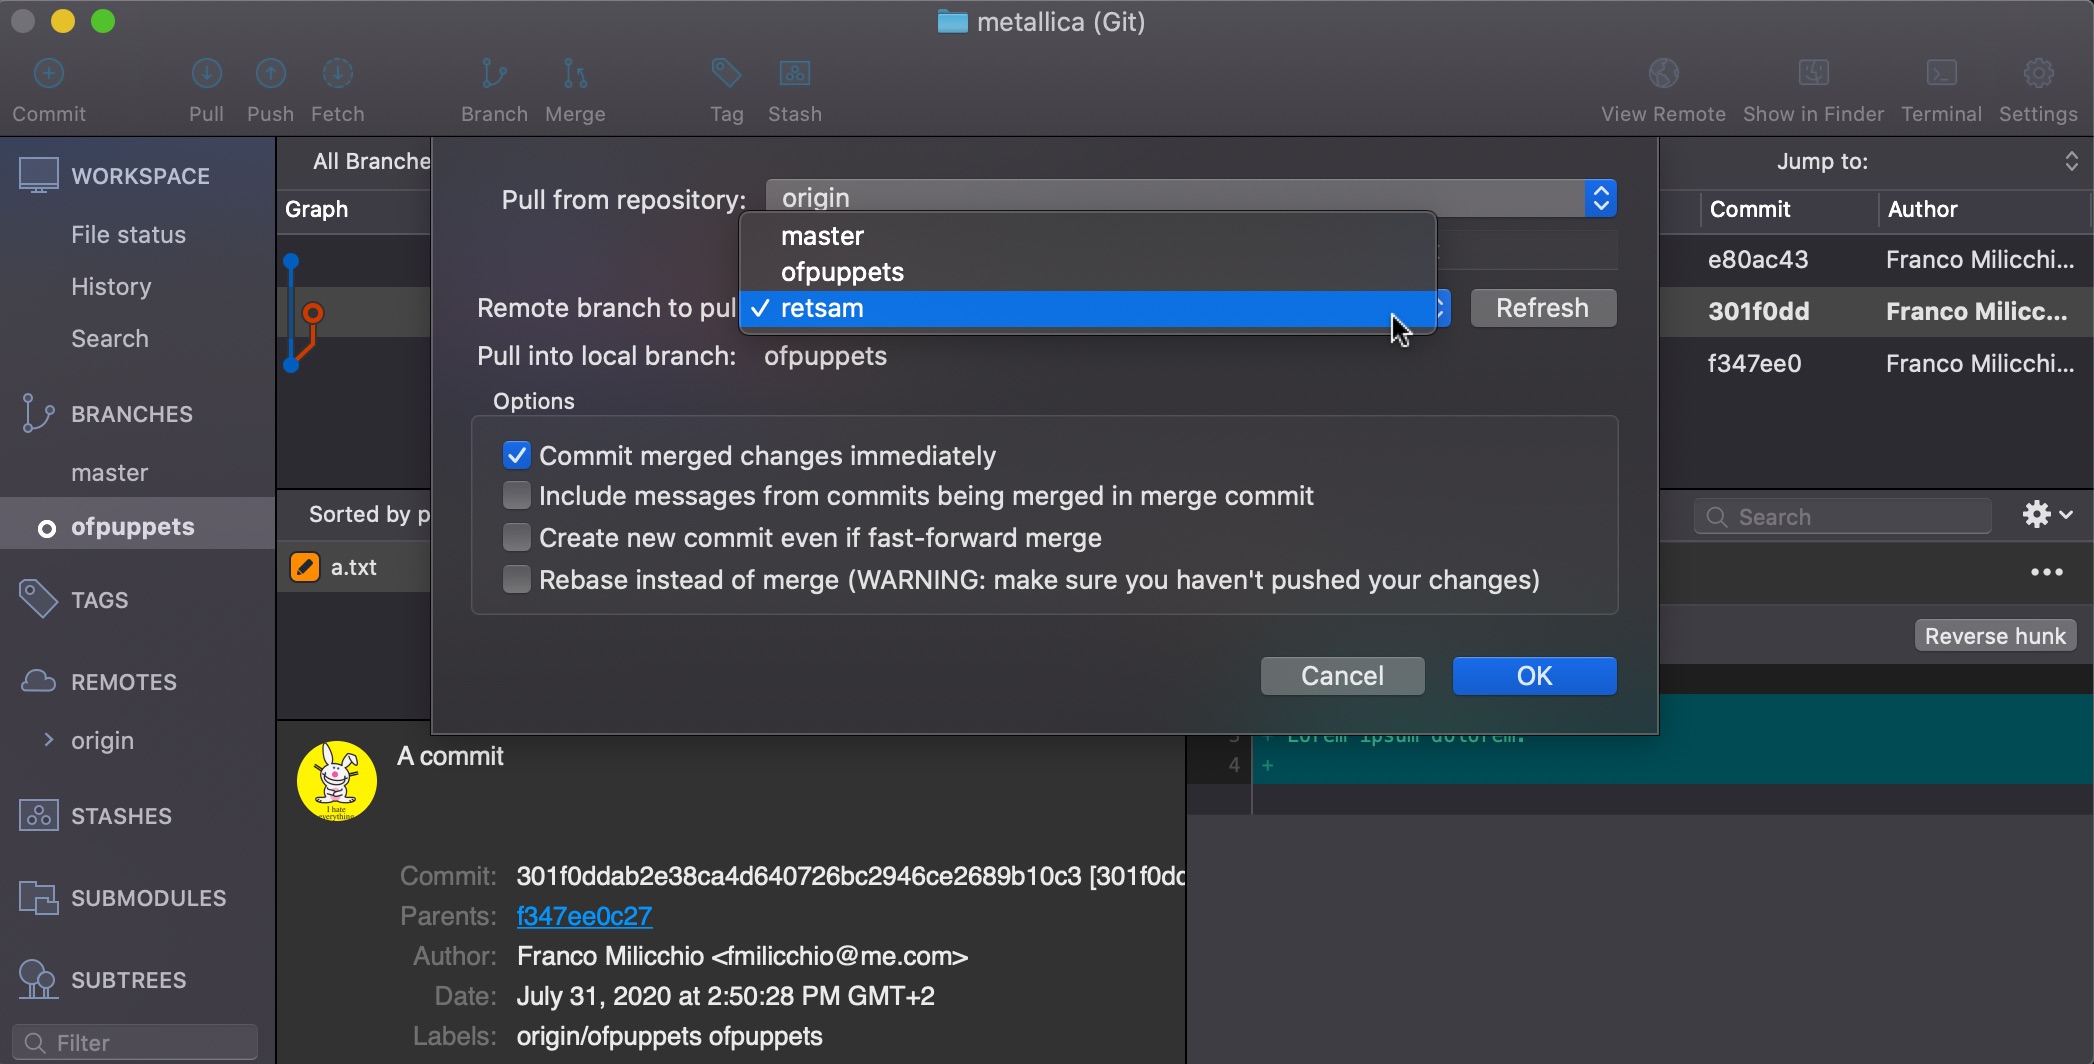 metallica (Git)
Commit
Pull
Push
Fetch
Branch
Merge
Tag
Stash
View Remote
Show in Finder
Terminal
Settings
WORKSPACE
File status
History
Search
BRANCHES
master
ofpuppets
TAGS
REMOTES
origin
STASHES
SUBMODULES
SUBTREES
Filter
All Branche
Graph
Jump to:
Commit
Author
e80ac43
Franco Milicchi...
301f0dd
Franco Milicc...
f347ee0
Franco Milicchi...
Pull from repository:
origin
master
ofpuppets
Remote branch to pul
✓ retsam
Refresh
Pull into local branch:
ofpuppets
Options
Commit merged changes immediately
Include messages from commits being merged in merge commit
Create new commit even if fast-forward merge
Rebase instead of merge (WARNING: make sure you haven't pushed your changes)
Cancel
OK
Sorted by p
a.txt
Search
Reverse hunk
3 + Lorem ipsum dolorem.
4 +
A commit
I hate
everything
Commit: 301f0ddab2e38ca4d640726bc2946ce2689b10c3 [301f0dd
Parents: f347ee0c27
Author: Franco Milicchio <fmilicchio@me.com>
Date: July 31, 2020 at 2:50:28 PM GMT+2
Labels: origin/ofpuppets ofpuppets